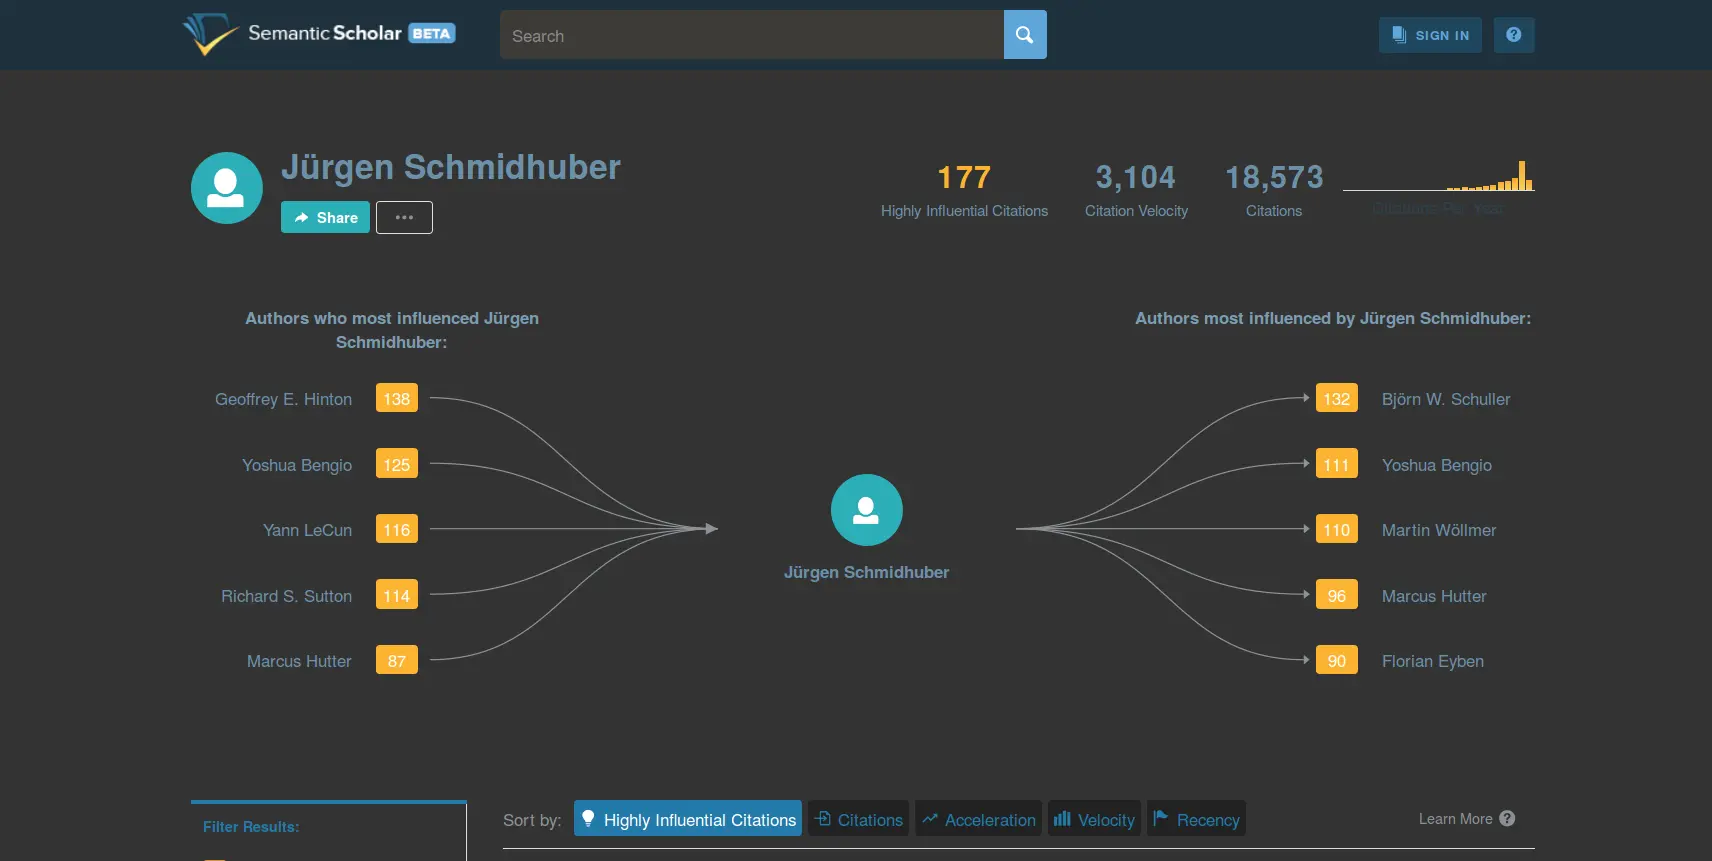 SemanticScholar BETA
Search
SIGN IN
?
Jürgen Schmidhuber
Share
177
Highly Influential Citations
3,104
Citation Velocity
18,573
Citations
Citations Per Year
Authors who most influenced Jürgen
Schmidhuber:
Geoffrey E. Hinton 138
Yoshua Bengio 125
Yann LeCun 116
Richard S. Sutton 114
Marcus Hutter 87
Jürgen Schmidhuber
Authors most influenced by Jürgen Schmidhuber:
132 Björn W. Schuller
111 Yoshua Bengio
110 Martin Wöllmer
96 Marcus Hutter
90 Florian Eyben
Filter Results:
Sort by: Highly Influential Citations Citations Acceleration Velocity Recency
Learn More ?